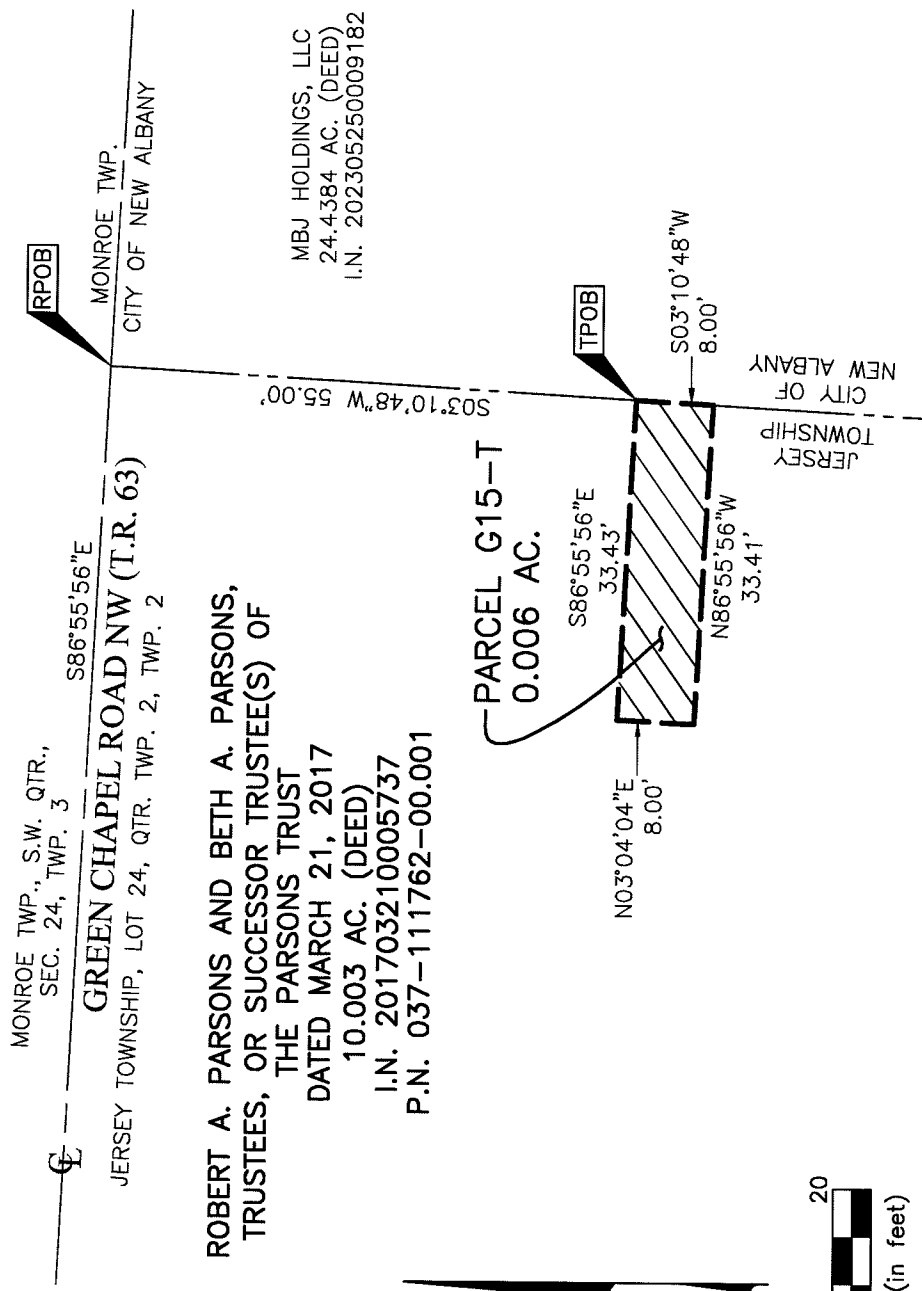 MONROE TWP., S.W. QTR.,
SEC. 24, TWP. 3
℄
S86°55'56"E
GREEN CHAPEL ROAD NW (T.R. 63)
JERSEY TOWNSHIP, LOT 24, QTR. TWP. 2, TWP. 2
RPOB
MONROE TWP.
CITY OF NEW ALBANY
MBJ HOLDINGS, LLC
24.4384 AC. (DEED)
I.N. 202305250009182
S03°10'48"W 55.00'
ROBERT A. PARSONS AND BETH A. PARSONS,
TRUSTEES, OR SUCCESSOR TRUSTEE(S) OF
THE PARSONS TRUST
DATED MARCH 21, 2017
10.003 AC. (DEED)
I.N. 201703210005737
P.N. 037-111762-00.001
TPOB
PARCEL G15-T
0.006 AC.
S86°55'56"E
33.43'
S03°10'48"W
8.00'
N86°55'56"W
33.41'
N03°04'04"E
8.00'
JERSEY
TOWNSHIP
CITY OF
NEW ALBANY
20
(in feet)